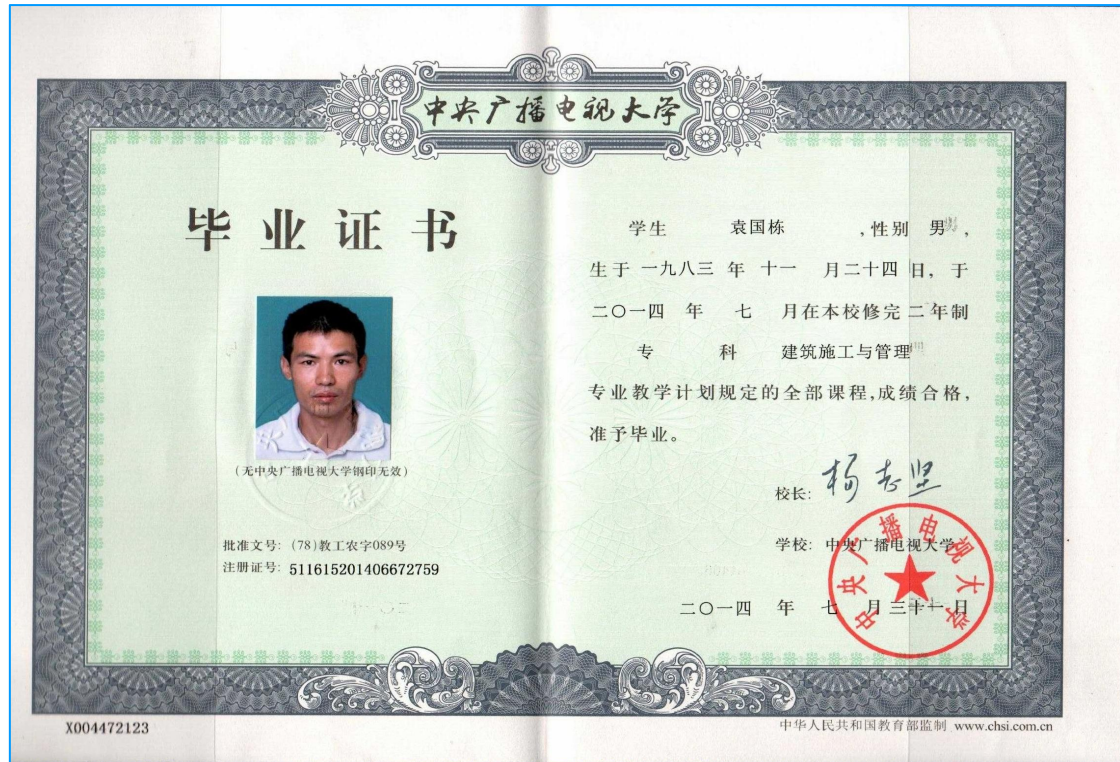 中央广播电视大学
毕业证书
(无中央广播电视大学钢印无效)
批准文号: (78)教工农字089号
注册证号: 511615201406672759
X004472123
学生 袁国栋 ,性别 男,
生于 一九八三 年 十一 月二十四 日, 于
二〇一四 年 七 月在本校修完 二年制
专 科 建筑施工与管理
专业教学计划规定的全部课程,成绩合格,
准予毕业。
校长: 杨志坚
学校: 中央广播电视大学
中央广播电视大学
二〇一四 年 七 月三十一日
中华人民共和国教育部监制 www.chsi.com.cn